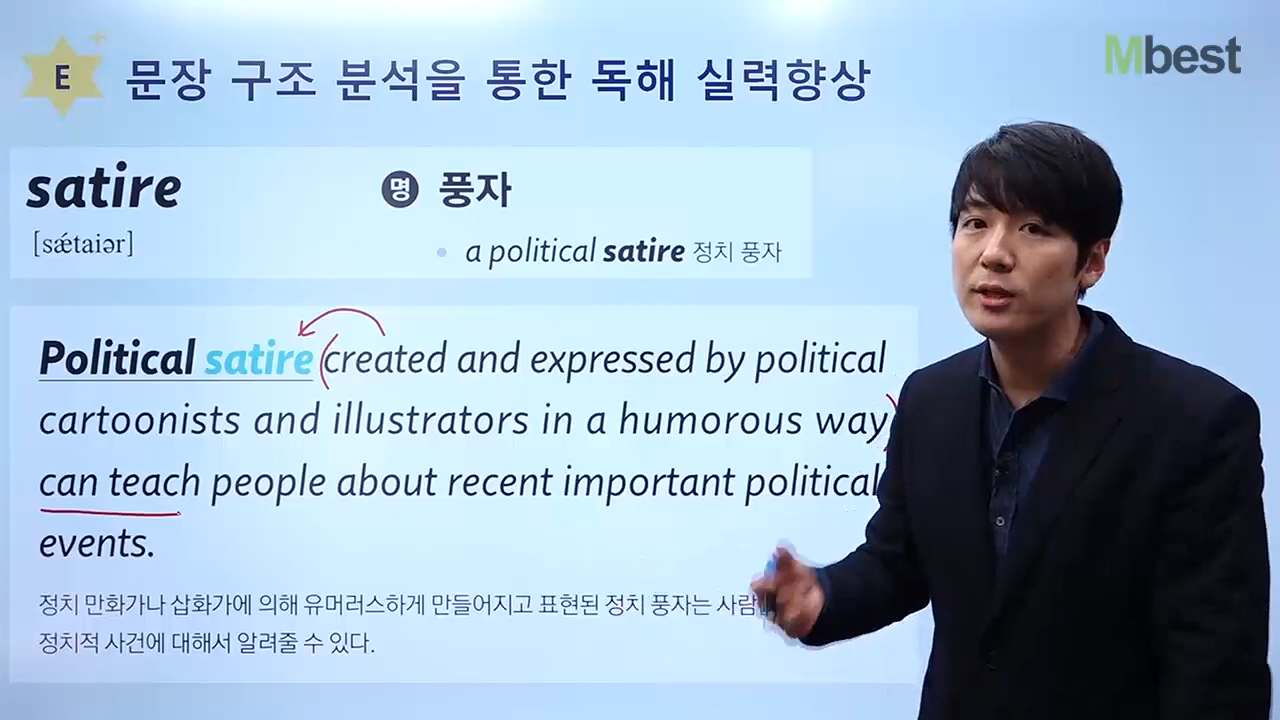 Mbest
E 문장 구조 분석을 통한 독해 실력향상
satire 명 풍자
[sǽtaiər] • a political satire 정치 풍자
Political satire (created and expressed by political
cartoonists and illustrators in a humorous way)
can teach people about recent important political
events.
정치 만화가나 삽화가에 의해 유머러스하게 만들어지고 표현된 정치 풍자는
정치적 사건에 대해서 알려줄 수 있다.